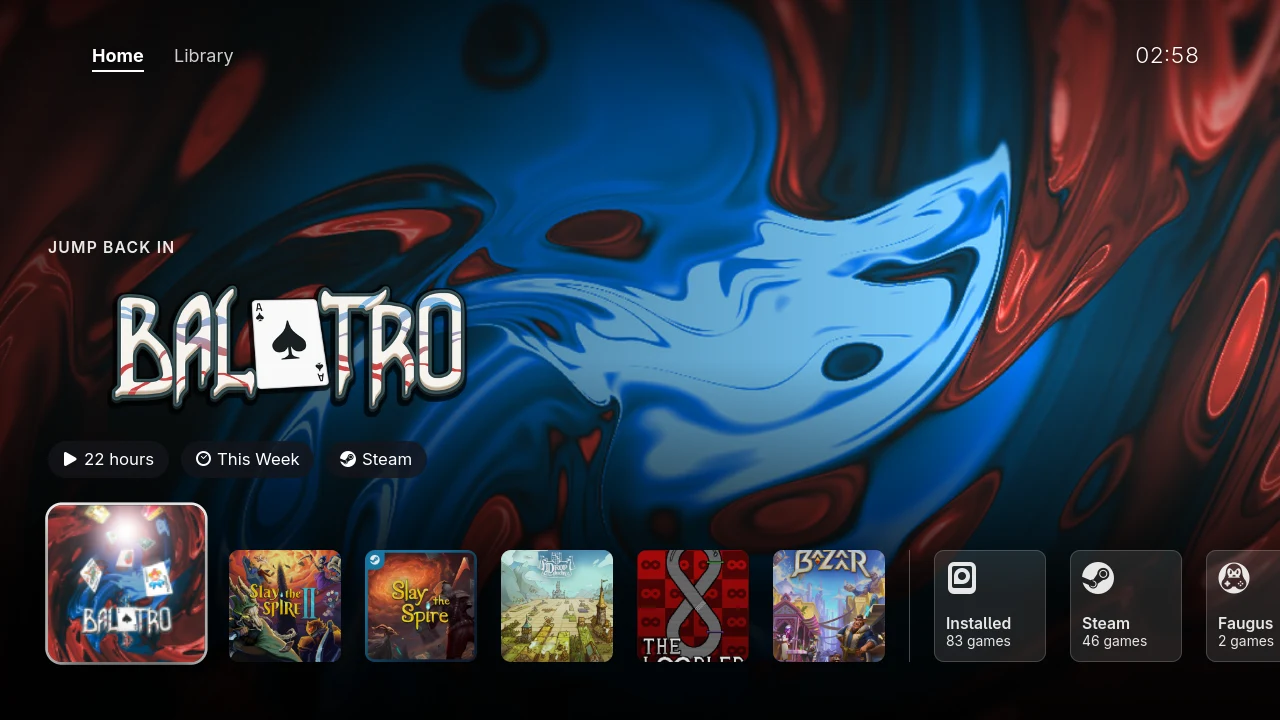 Home
Library
02:58
JUMP BACK IN
BALATRO
22 hours
This Week
Steam
BALATRO
Slay the Spire II
Slay the Spire
THE
BAZAR
Installed
83 games
Steam
46 games
Faugus
2 games